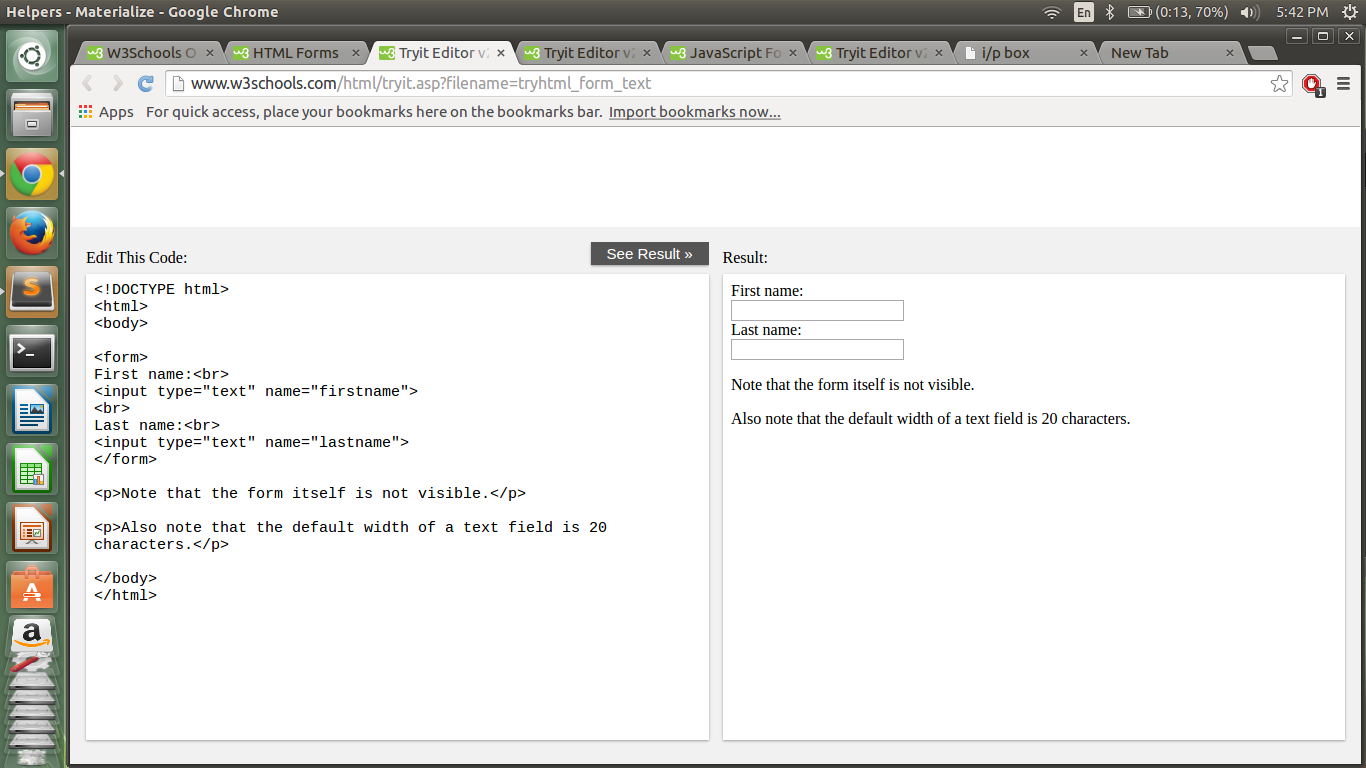 Helpers - Materialize - Google Chrome
En
(0:13, 70%)
5:42 PM
W3Schools O
HTML Forms
Tryit Editor v
Tryit Editor v
JavaScript Fo
Tryit Editor v
i/p box
New Tab
www.w3schools.com/html/tryit.asp?filename=tryhtml_form_text
1
Apps For quick access, place your bookmarks here on the bookmarks bar. Import bookmarks now...
Edit This Code:
See Result »
Result:
<!DOCTYPE html>
<html>
<body>
<form>
First name:<br>
<input type="text" name="firstname">
<br>
Last name:<br>
<input type="text" name="lastname">
</form>
<p>Note that the form itself is not visible.</p>
<p>Also note that the default width of a text field is 20
characters.</p>
</body>
</html>
First name:
Last name:
Note that the form itself is not visible.
Also note that the default width of a text field is 20 characters.